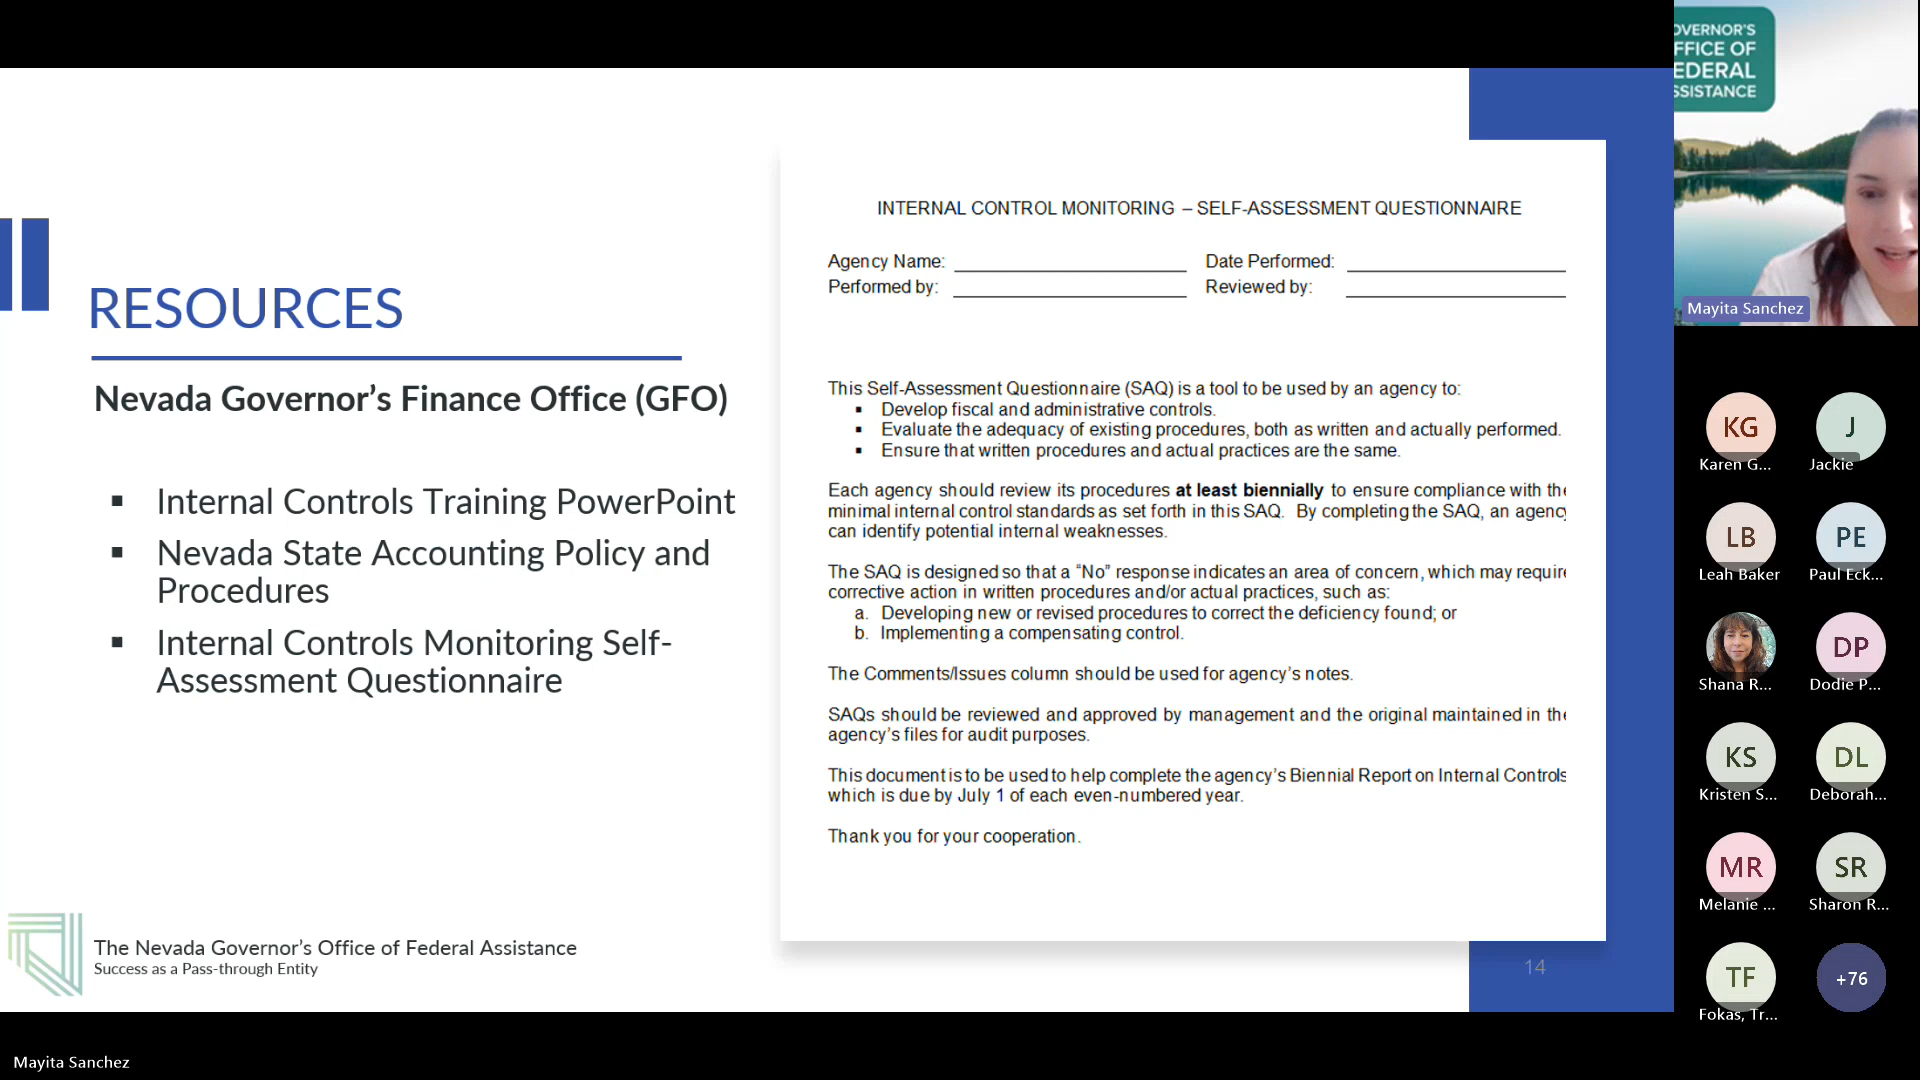 RESOURCES
Nevada Governor's Finance Office (GFO)
▪ Internal Controls Training PowerPoint
▪ Nevada State Accounting Policy and
Procedures
▪ Internal Controls Monitoring Self-
Assessment Questionnaire
The Nevada Governor's Office of Federal Assistance
Success as a Pass-through Entity
INTERNAL CONTROL MONITORING – SELF-ASSESSMENT QUESTIONNAIRE
Agency Name: Date Performed:
Performed by: Reviewed by:
This Self-Assessment Questionnaire (SAQ) is a tool to be used by an agency to:
▪ Develop fiscal and administrative controls.
▪ Evaluate the adequacy of existing procedures, both as written and actually performed.
▪ Ensure that written procedures and actual practices are the same.
Each agency should review its procedures at least biennially to ensure compliance with the
minimal internal control standards as set forth in this SAQ. By completing the SAQ, an agency
can identify potential internal weaknesses.
The SAQ is designed so that a “No” response indicates an area of concern, which may require
corrective action in written procedures and/or actual practices, such as:
a. Developing new or revised procedures to correct the deficiency found; or
b. Implementing a compensating control.
The Comments/Issues column should be used for agency's notes.
SAQs should be reviewed and approved by management and the original maintained in the
agency's files for audit purposes.
This document is to be used to help complete the agency's Biennial Report on Internal Controls
which is due by July 1 of each even-numbered year.
Thank you for your cooperation.
14
OVERNOR'S
FFICE OF
EDERAL
SSISTANCE
Mayita Sanchez
KG
Karen G...
J
Jackie
LB
Leah Baker
PE
Paul Eck...
Shana R...
DP
Dodie P...
KS
Kristen S...
DL
Deborah...
MR
Melanie ...
SR
Sharon R...
TF
Fokas, Tr...
+76
Mayita Sanchez